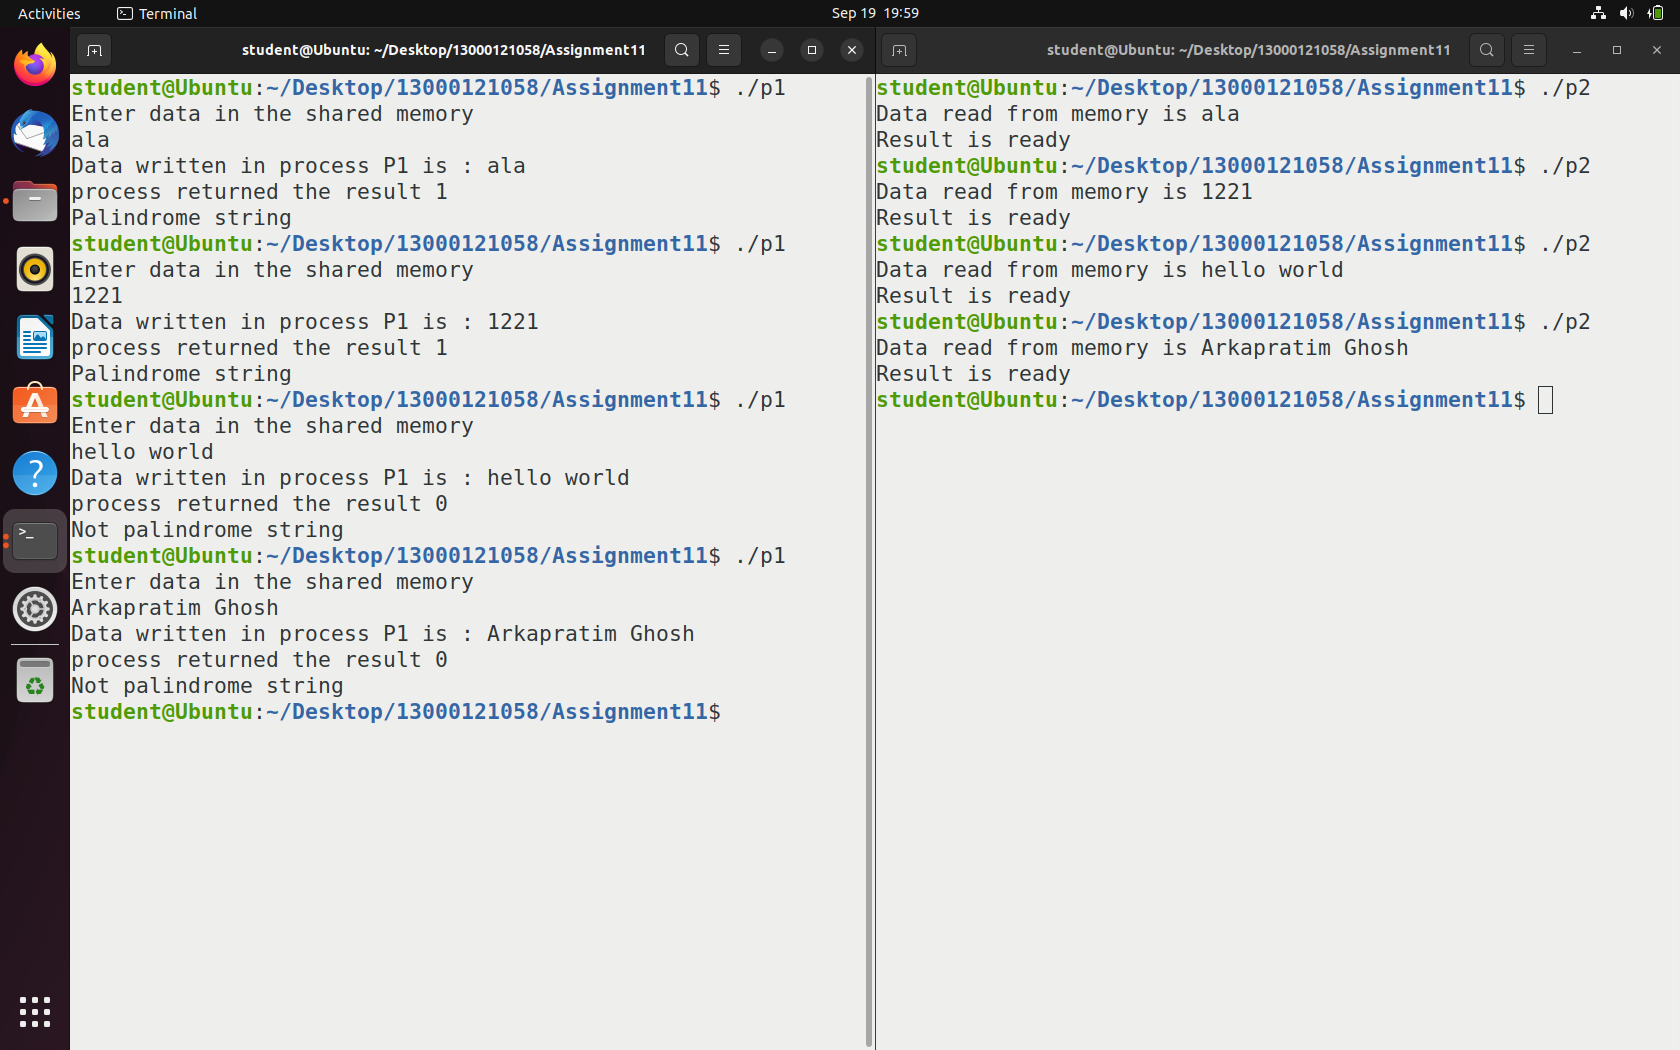 Activities
Terminal
Sep 19 19:59
student@Ubuntu: ~/Desktop/13000121058/Assignment11
student@Ubuntu:~/Desktop/13000121058/Assignment11$ ./p1
Enter data in the shared memory
ala
Data written in process P1 is : ala
process returned the result 1
Palindrome string
student@Ubuntu:~/Desktop/13000121058/Assignment11$ ./p1
Enter data in the shared memory
1221
Data written in process P1 is : 1221
process returned the result 1
Palindrome string
student@Ubuntu:~/Desktop/13000121058/Assignment11$ ./p1
Enter data in the shared memory
hello world
Data written in process P1 is : hello world
process returned the result 0
Not palindrome string
student@Ubuntu:~/Desktop/13000121058/Assignment11$ ./p1
Enter data in the shared memory
Arkapratim Ghosh
Data written in process P1 is : Arkapratim Ghosh
process returned the result 0
Not palindrome string
student@Ubuntu:~/Desktop/13000121058/Assignment11$
student@Ubuntu: ~/Desktop/13000121058/Assignment11
student@Ubuntu:~/Desktop/13000121058/Assignment11$ ./p2
Data read from memory is ala
Result is ready
student@Ubuntu:~/Desktop/13000121058/Assignment11$ ./p2
Data read from memory is 1221
Result is ready
student@Ubuntu:~/Desktop/13000121058/Assignment11$ ./p2
Data read from memory is hello world
Result is ready
student@Ubuntu:~/Desktop/13000121058/Assignment11$ ./p2
Data read from memory is Arkapratim Ghosh
Result is ready
student@Ubuntu:~/Desktop/13000121058/Assignment11$